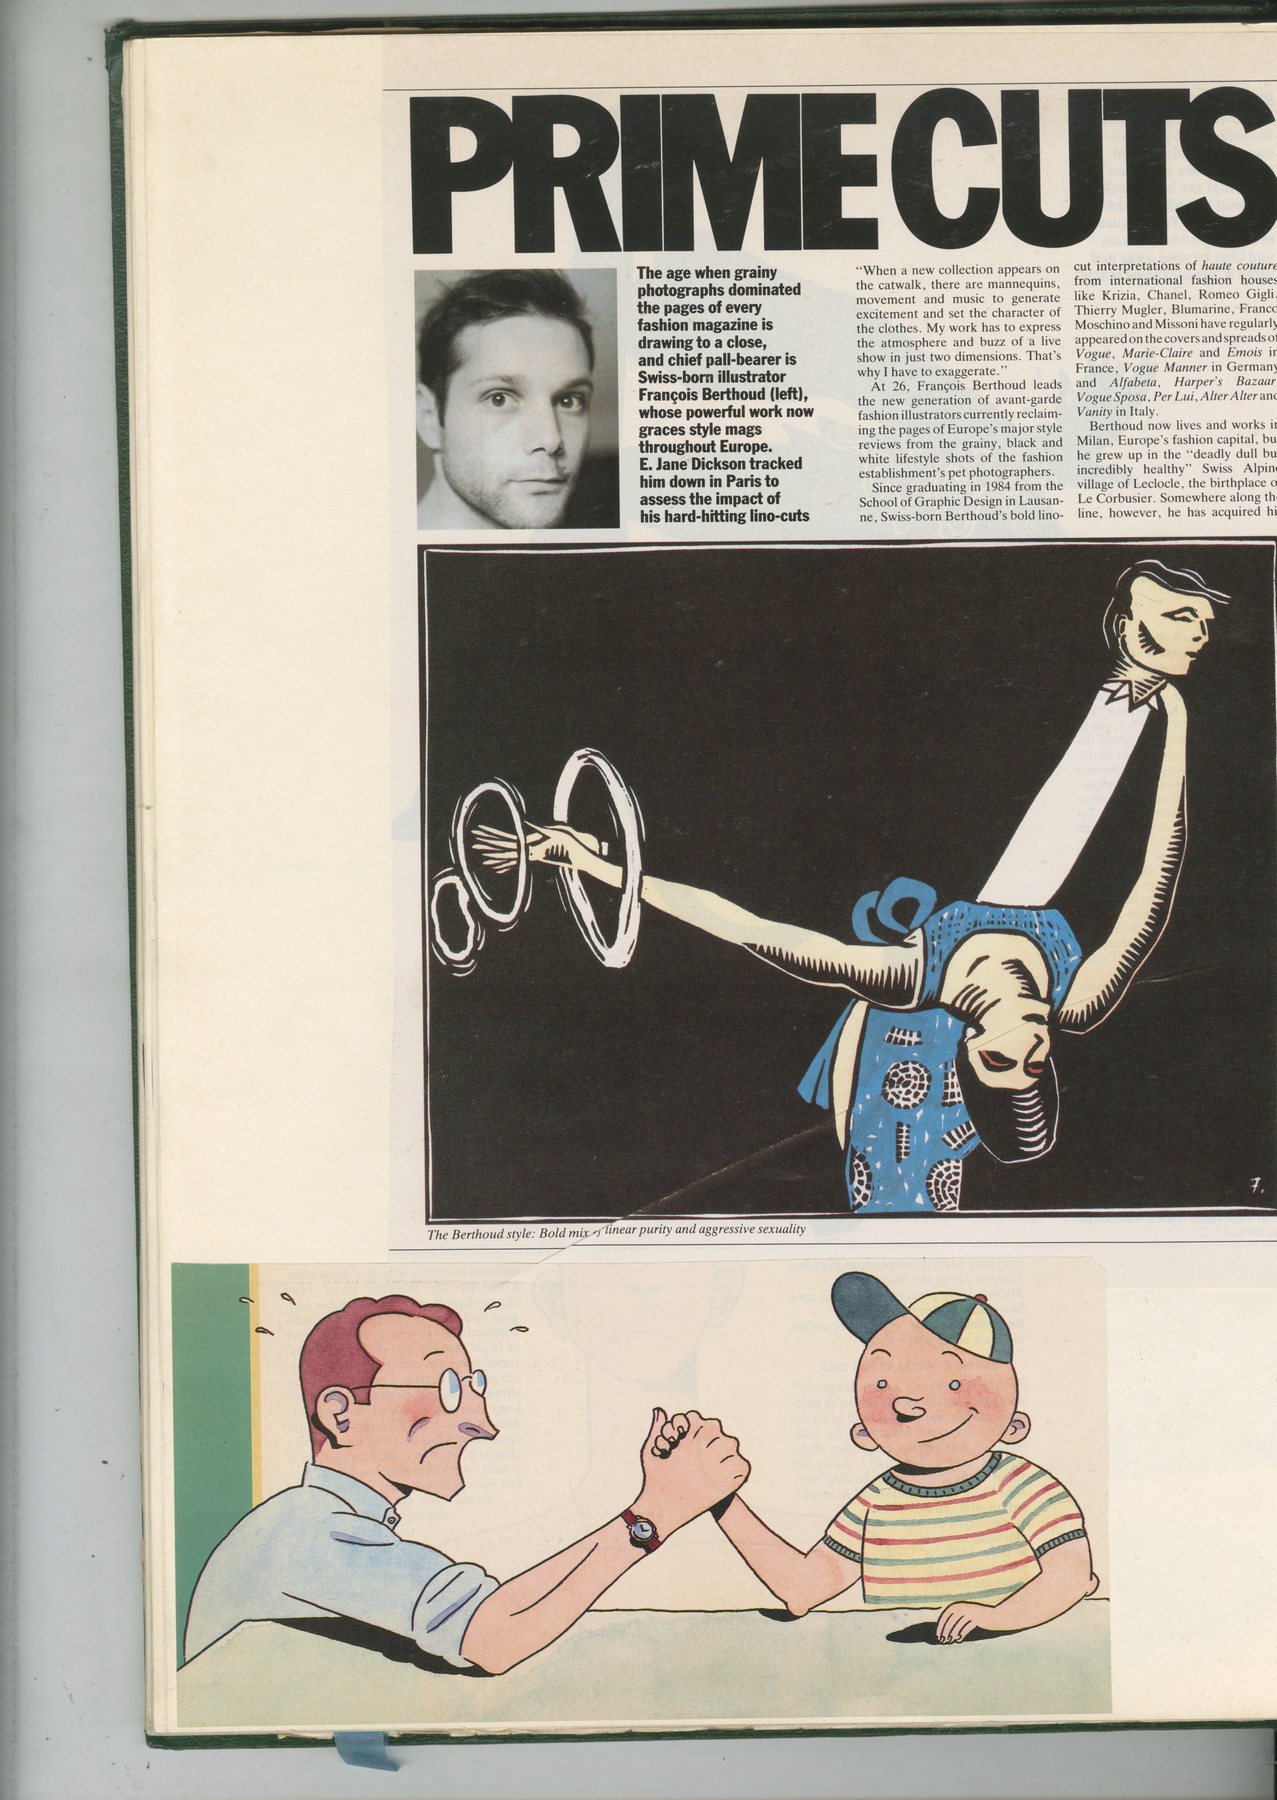 PRIME CUTS
The age when grainy
photographs dominated
the pages of every
fashion magazine is
drawing to a close,
and chief pall-bearer is
Swiss-born illustrator
François Berthoud (left),
whose powerful work now
graces style mags
throughout Europe.
E. Jane Dickson tracked
him down in Paris to
assess the impact of
his hard-hitting lino-cuts
“When a new collection appears on
the catwalk, there are mannequins,
movement and music to generate
excitement and set the character of
the clothes. My work has to express
the atmosphere and buzz of a live
show in just two dimensions. That's
why I have to exaggerate.”
At 26, François Berthoud leads
the new generation of avant-garde
fashion illustrators currently reclaim-
ing the pages of Europe's major style
reviews from the grainy, black and
white lifestyle shots of the fashion
establishment's pet photographers.
Since graduating in 1984 from the
School of Graphic Design in Lausan-
ne, Swiss-born Berthoud's bold lino-
cut interpretations of haute couture
from international fashion houses
like Krizia, Chanel, Romeo Gigli,
Thierry Mugler, Blumarine, Franco
Moschino and Missoni have regularly
appeared on the covers and spreads of
Vogue, Marie-Claire and Emois in
France, Vogue Manner in Germany
and Alfabeta, Harper's Bazaar
Vogue Sposa, Per Lui, Alter Alter and
Vanity in Italy.
Berthoud now lives and works in
Milan, Europe's fashion capital, bu
he grew up in the “deadly dull bu
incredibly healthy” Swiss Alpin
village of Leclocle, the birthplace o
Le Corbusier. Somewhere along th
line, however, he has acquired hi
7.
The Berthoud style: Bold mix of linear purity and aggressive sexuality